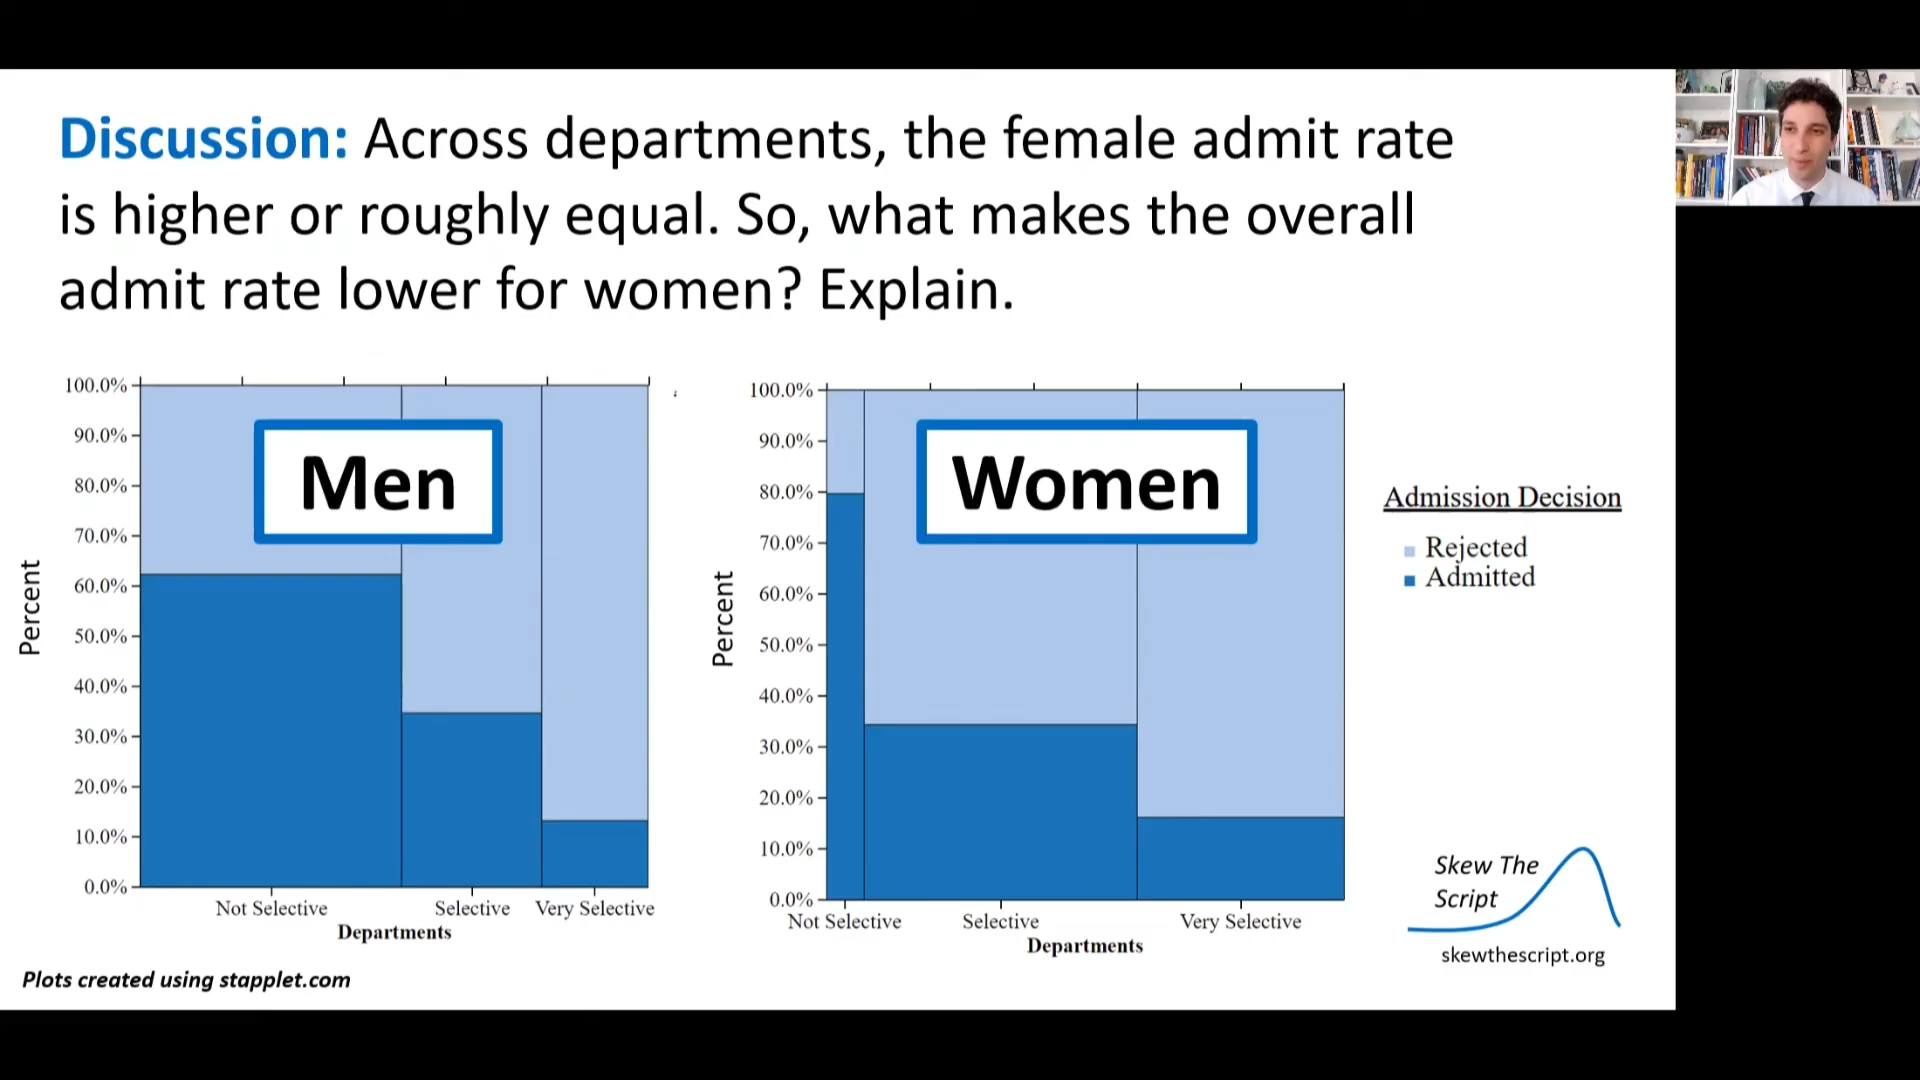 Discussion: Across departments, the female admit rate
is higher or roughly equal. So, what makes the overall
admit rate lower for women? Explain.
100.0%
90.0%
80.0%
70.0%
60.0%
50.0%
40.0%
30.0%
20.0%
10.0%
0.0%
Percent
Men
Not Selective
Selective
Very Selective
Departments
100.0%
90.0%
80.0%
70.0%
60.0%
50.0%
40.0%
30.0%
20.0%
10.0%
0.0%
Percent
Women
Not Selective
Selective
Very Selective
Departments
Admission Decision
Rejected
Admitted
Skew The
Script
skewthescript.org
Plots created using stapplet.com